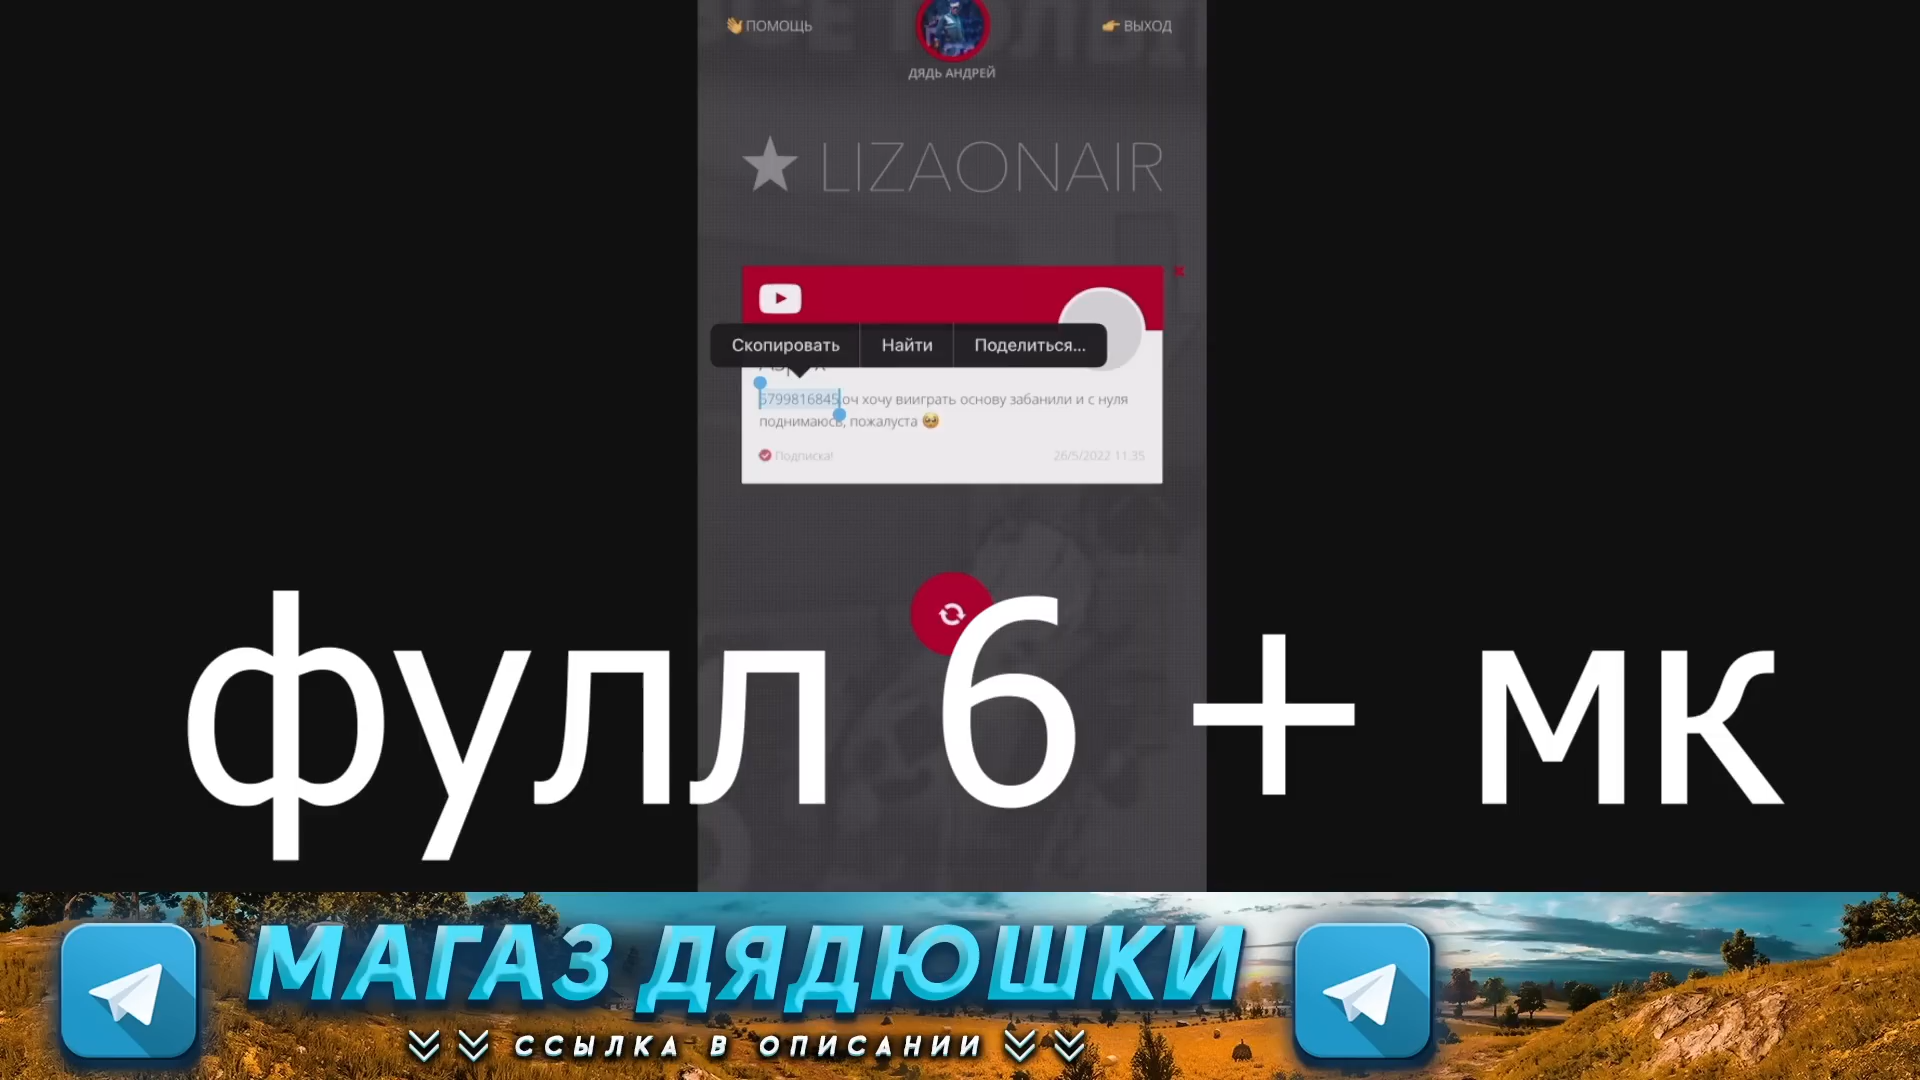 👋 ПОМОЩЬ
👉 ВЫХОД
ДЯДЬ АНДРЕЙ
★ LIZAONAIR
Скопировать Найти Поделиться...
5799816845 оч хочу вииграть основу забанили и с нуля
поднимаюсь, пожалуста 🥹
Подписка! 26/5/2022 11:35
фулл 6 + мк
МАГАЗ ДЯДЮШКИ
ССЫЛКА В ОПИСАНИИ